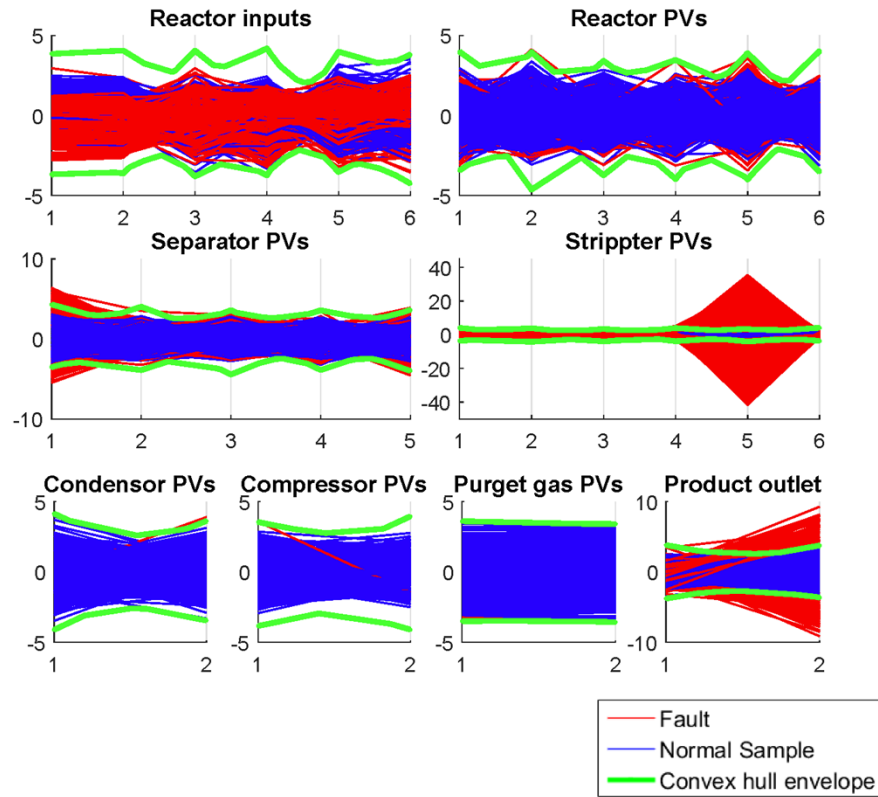 Reactor inputs
5
0
-5
1 2 3 4 5 6
Reactor PVs
5
0
-5
1 2 3 4 5 6
Separator PVs
10
0
-10
1 2 3 4 5
Strippter PVs
40
20
0
-20
-40
1 2 3 4 5 6
Condensor PVs
5
0
-5
1 2
Compressor PVs
5
0
-5
1 2
Purget gas PVs
5
0
-5
1 2
Product outlet
10
0
-10
1 2
Fault
Normal Sample
Convex hull envelope